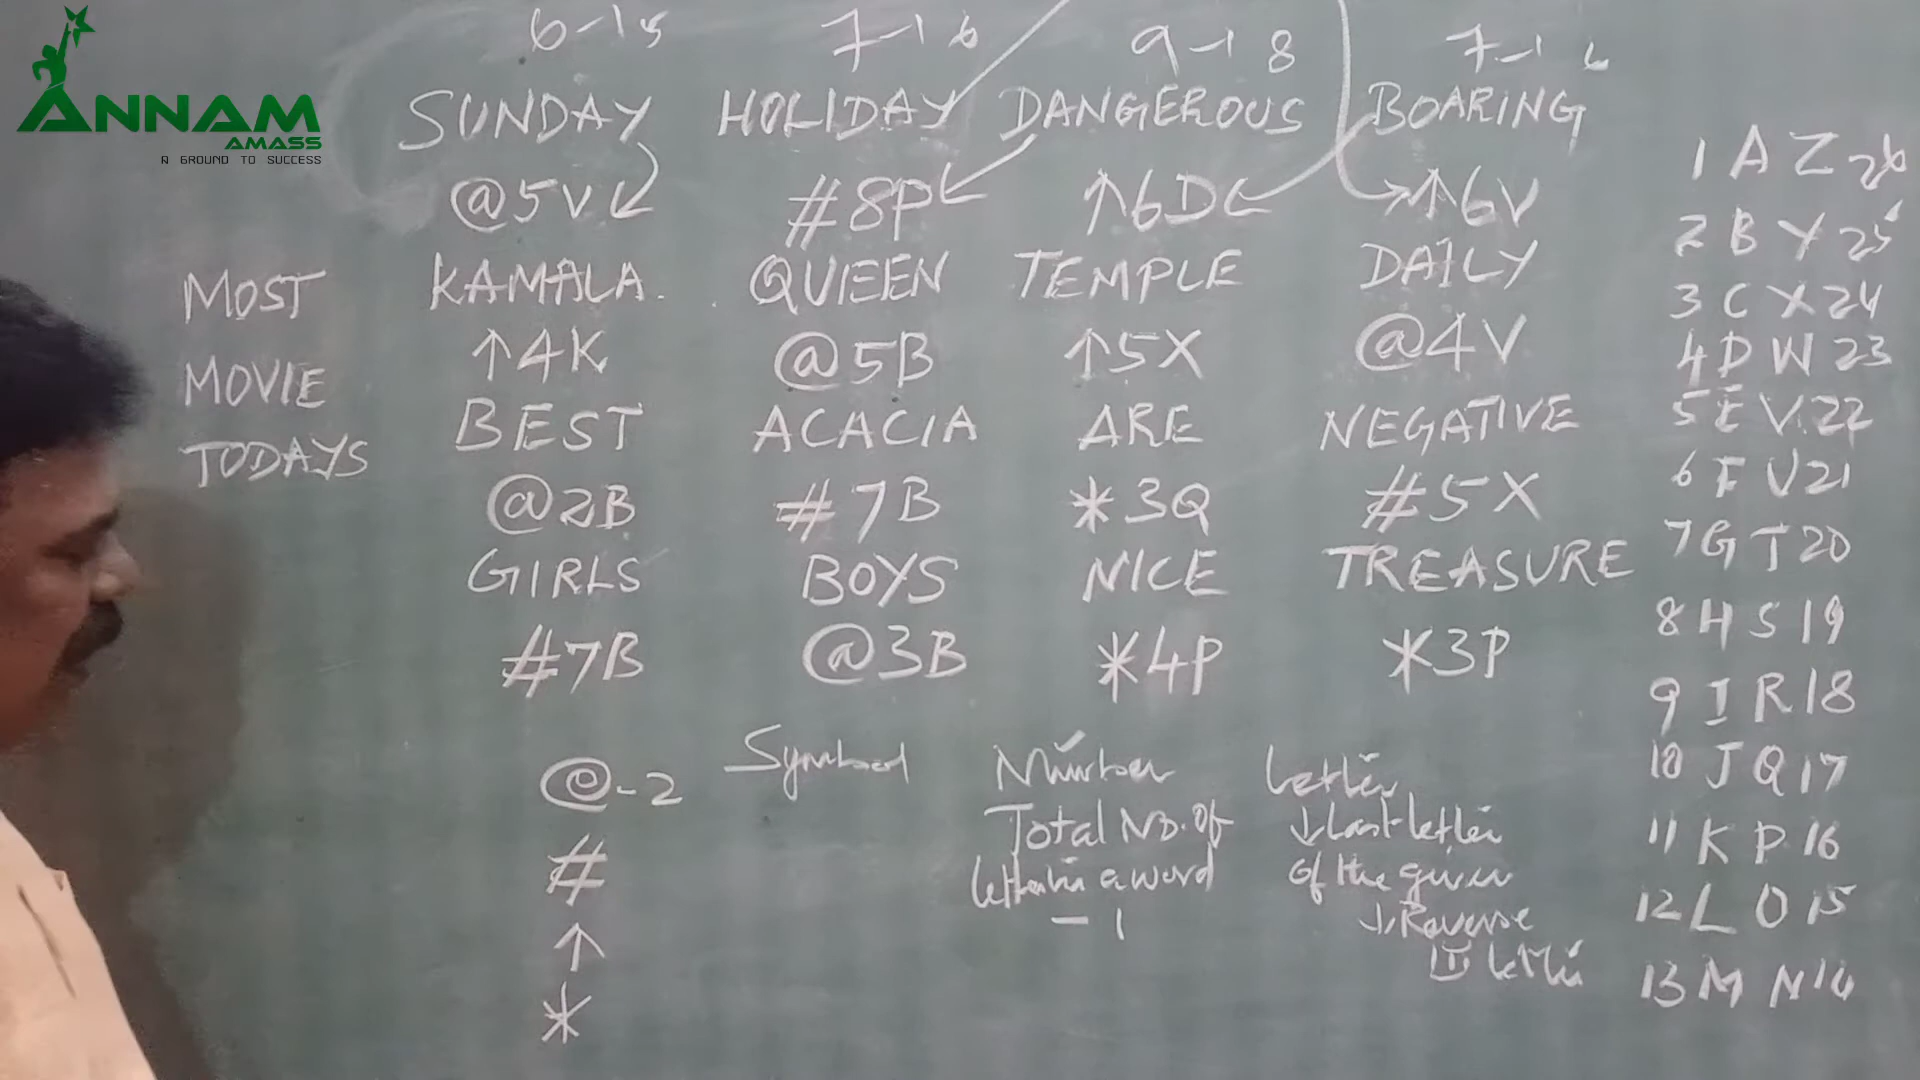 ANNAM
AMASS
A GROUND TO SUCCESS
6-15 7-16 9-18 7-16
SUNDAY HOLIDAY DANGEROUS BOARING
@5V #8P ↑6D ↑6V
MOST KAMALA. QUEEN TEMPLE DAILY
MOVIE ↑4K @5B ↑5X @4V
TODAYS BEST ACACIA ARE NEGATIVE
@2B #7B *3Q #5X
GIRLS BOYS NICE TREASURE
#7B @3B *4P *3P
@-2 Symbol Number Letter
# Total No. of ↓ Last letter
letter in a word of the given
↑ -1 ↓ Reverse
letter
*
1 A Z 26
2 B Y 25
3 C X 24
4 D W 23
5 E V 22
6 F U 21
7 G T 20
8 H S 19
9 I R 18
10 J Q 17
11 K P 16
12 L O 15
13 M N 14